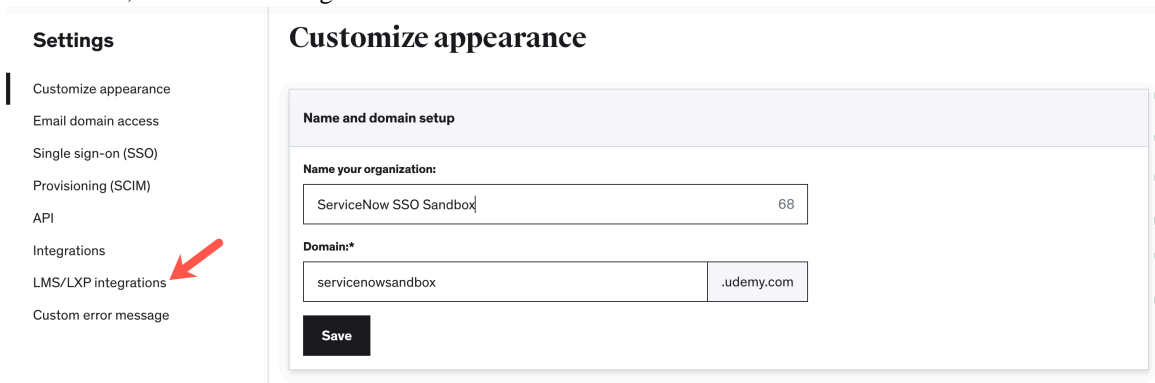 Settings
Customize appearance
Email domain access
Single sign-on (SSO)
Provisioning (SCIM)
API
Integrations
LMS/LXP integrations
Custom error message
Customize appearance
Name and domain setup
Name your organization:
ServiceNow SSO Sandbox 68
Domain:*
servicenowsandbox .udemy.com
Save